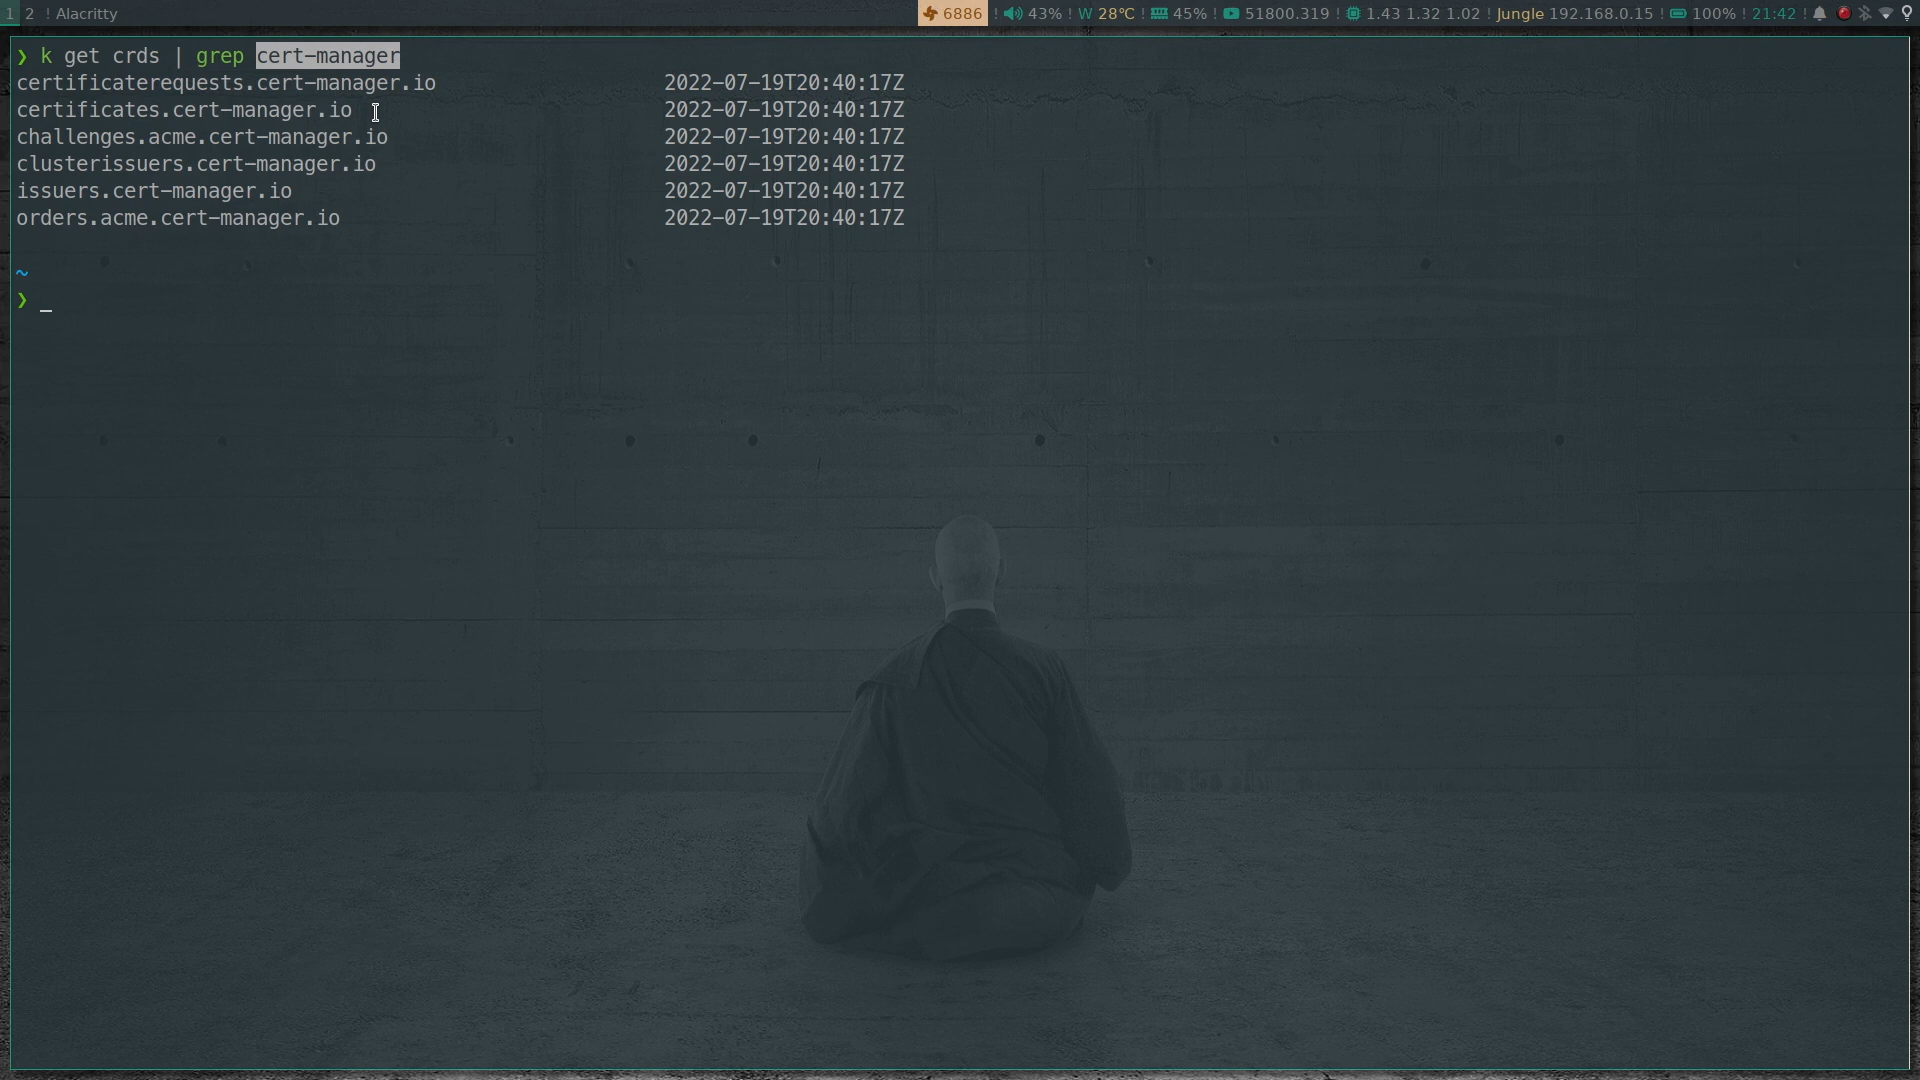 1 2 ! Alacritty 6886 ! 43% ! W 28°C ! 45% ! 51800.319 ! 1.43 1.32 1.02 ! Jungle 192.168.0.15 ! 100% ! 21:42 !
❯ k get crds | grep cert-manager
certificaterequests.cert-manager.io 2022-07-19T20:40:17Z
certificates.cert-manager.io 2022-07-19T20:40:17Z
challenges.acme.cert-manager.io 2022-07-19T20:40:17Z
clusterissuers.cert-manager.io 2022-07-19T20:40:17Z
issuers.cert-manager.io 2022-07-19T20:40:17Z
orders.acme.cert-manager.io 2022-07-19T20:40:17Z
~
❯ _